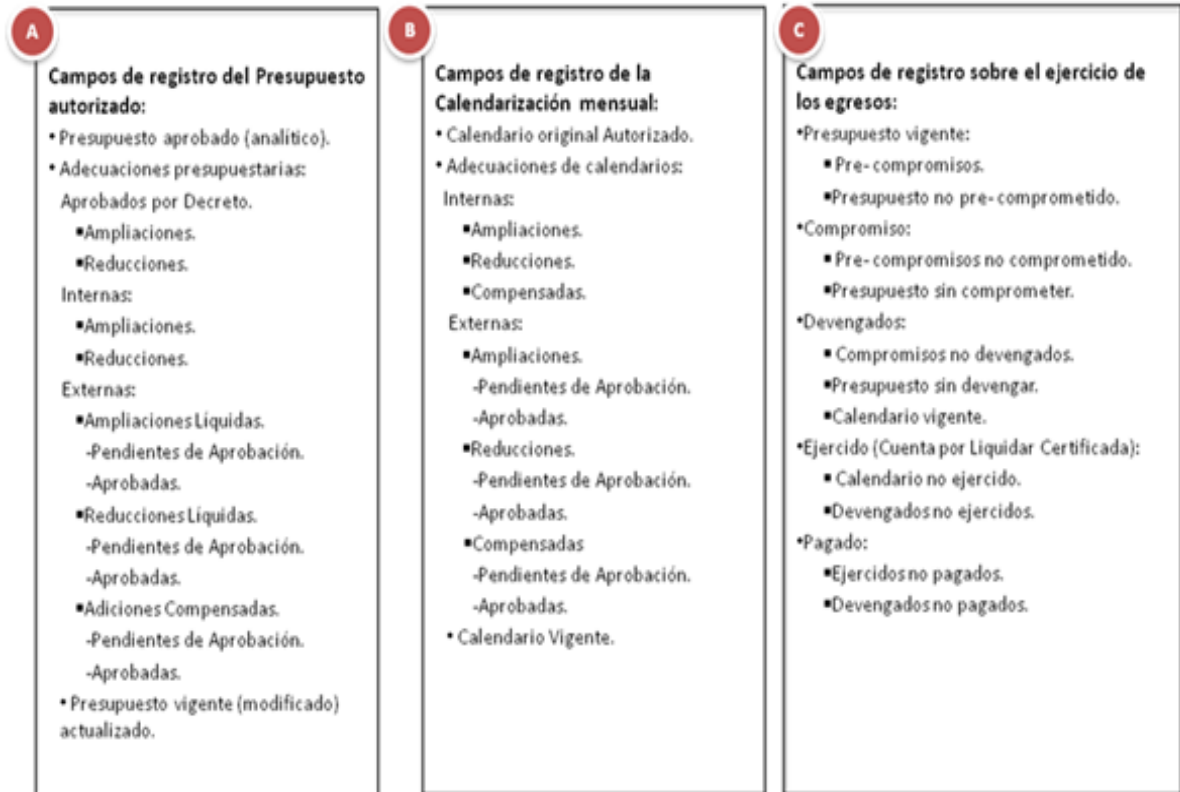 A
Campos de registro del Presupuesto
autorizado:
• Presupuesto aprobado (analítico).
• Adecuaciones presupuestarias:
Aprobados por Decreto.
▪Ampliaciones.
▪Reducciones.
Internas:
▪Ampliaciones.
▪Reducciones.
Externas:
▪Ampliaciones Líquidas.
-Pendientes de Aprobación.
-Aprobadas.
▪Reducciones Líquidas.
-Pendientes de Aprobación.
-Aprobadas.
▪Adiciones Compensadas.
-Pendientes de Aprobación.
-Aprobadas.
• Presupuesto vigente (modificado)
actualizado.
B
Campos de registro de la
Calendarización mensual:
• Calendario original Autorizado.
• Adecuaciones de calendarios:
Internas:
▪Ampliaciones.
▪Reducciones.
▪Compensadas.
Externas:
▪Ampliaciones.
-Pendientes de Aprobación.
-Aprobadas.
▪Reducciones.
-Pendientes de Aprobación.
-Aprobadas.
▪Compensadas
-Pendientes de Aprobación.
-Aprobadas.
• Calendario Vigente.
C
Campos de registro sobre el ejercicio de
los egresos:
•Presupuesto vigente:
▪ Pre-compromisos.
▪Presupuesto no pre-comprometido.
•Compromiso:
▪ Pre-compromisos no comprometido.
▪Presupuesto sin comprometer.
•Devengados:
▪ Compromisos no devengados.
▪Presupuesto sin devengar.
▪Calendario vigente.
•Ejercido (Cuenta por Liquidar Certificada):
▪ Calendario no ejercido.
▪Devengados no ejercidos.
•Pagado:
▪Ejercidos no pagados.
▪Devengados no pagados.